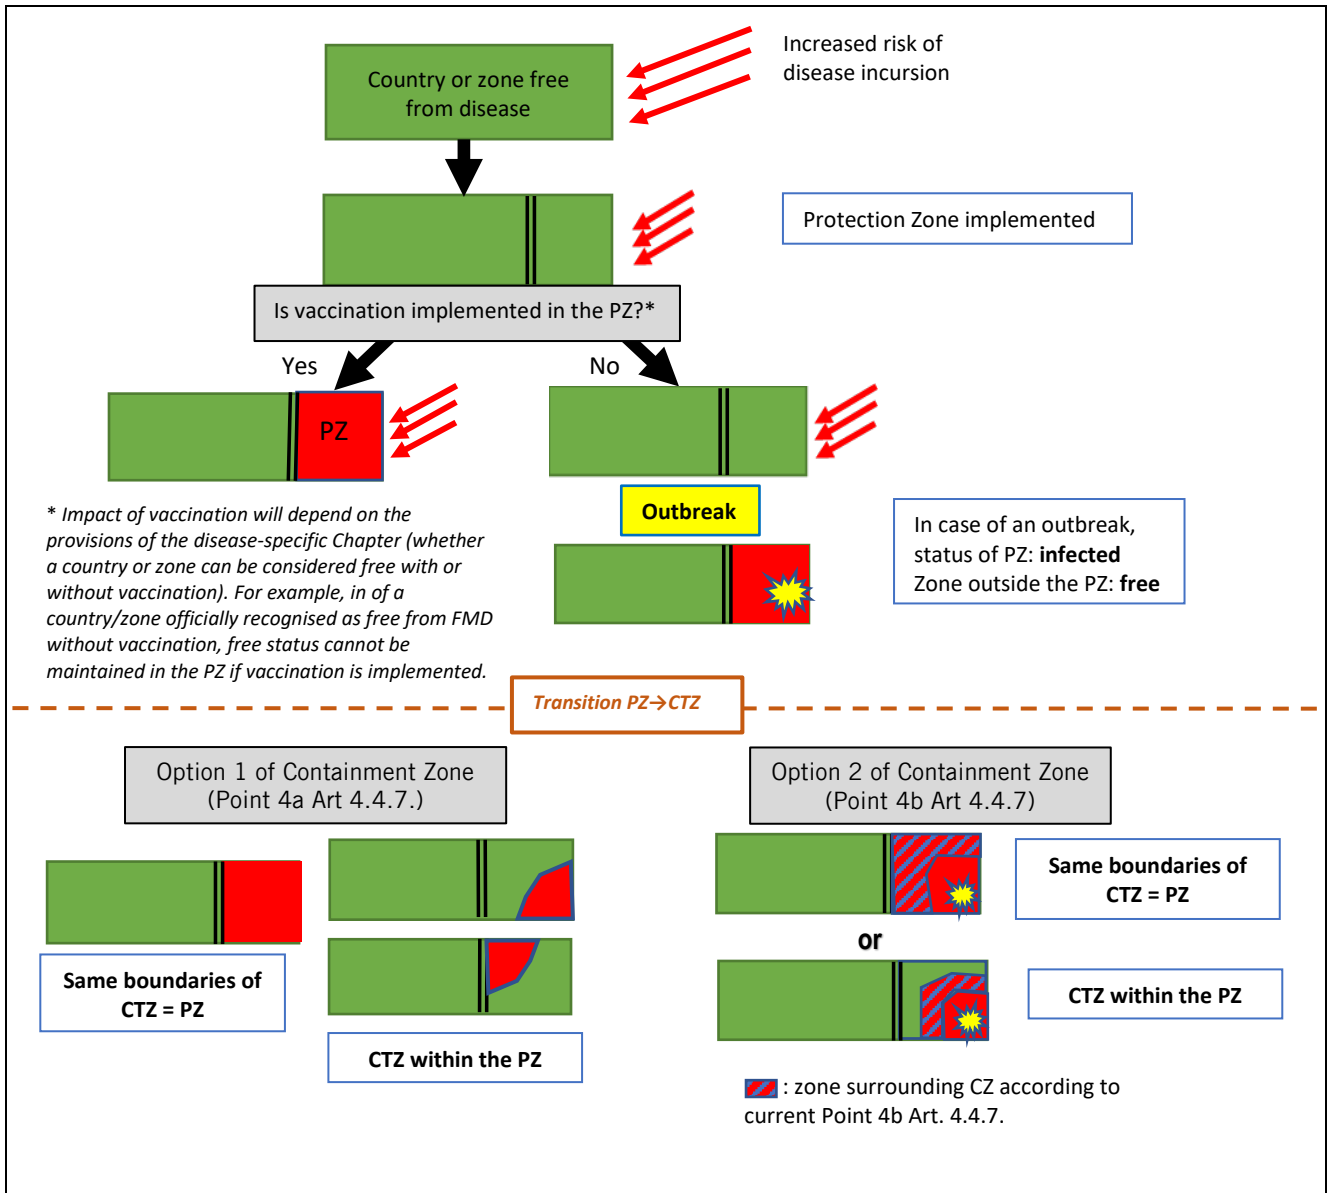 Increased risk of
disease incursion
Country or zone free
from disease
Protection Zone implemented
Is vaccination implemented in the PZ?*
Yes
No
PZ
* Impact of vaccination will depend on the
provisions of the disease-specific Chapter (whether
a country or zone can be considered free with or
without vaccination). For example, in of a
country/zone officially recognised as free from FMD
without vaccination, free status cannot be
maintained in the PZ if vaccination is implemented.
Outbreak
In case of an outbreak,
status of PZ: infected
Zone outside the PZ: free
Transition PZ→CTZ
Option 1 of Containment Zone
(Point 4a Art 4.4.7.)
Same boundaries of
CTZ = PZ
CTZ within the PZ
Option 2 of Containment Zone
(Point 4b Art 4.4.7)
Same boundaries of
CTZ = PZ
or
CTZ within the PZ
: zone surrounding CZ according to
current Point 4b Art. 4.4.7.